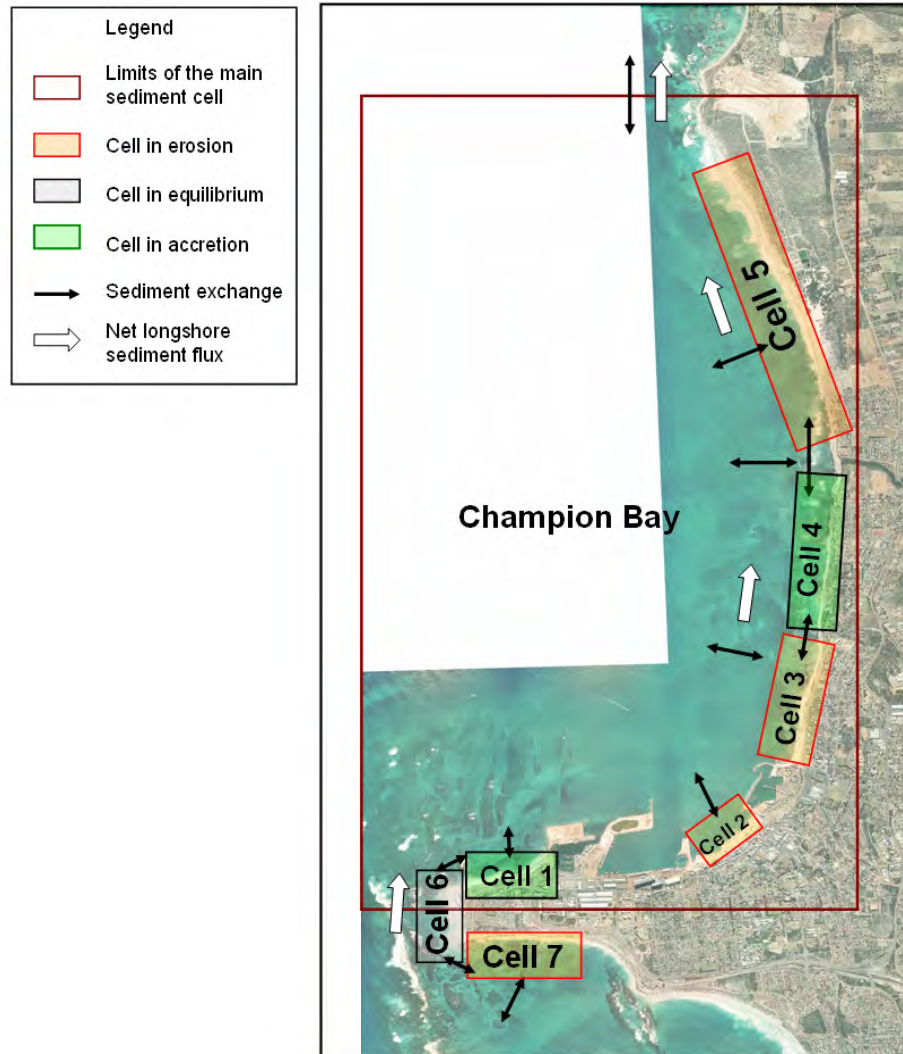 Legend
Limits of the main
sediment cell
Cell in erosion
Cell in equilibrium
Cell in accretion
Sediment exchange
Net longshore
sediment flux
Cell 5
Champion Bay
Cell 4
Cell 3
Cell 2
Cell 1
Cell 6
Cell 7